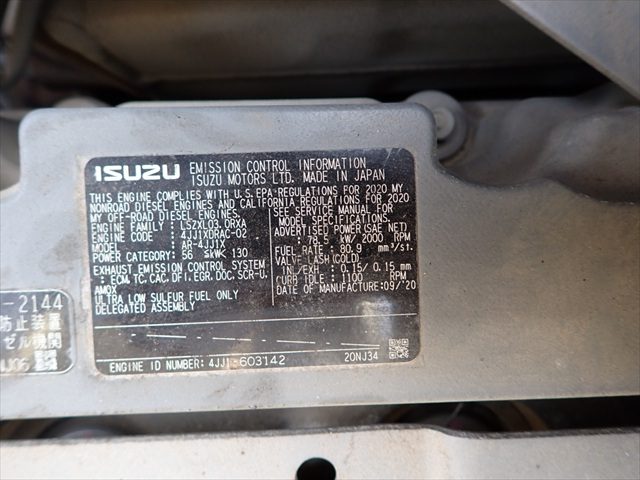 ISUZU EMISSION CONTROL INFORMATION
ISUZU MOTORS LTD. MADE IN JAPAN
THIS ENGINE COMPLIES WITH U.S.EPA REGULATIONS FOR 2020 MY
NONROAD DIESEL ENGINES AND CALIFORNIA REGULATIONS FOR 2020
MY OFF-ROAD DIESEL ENGINES.
ENGINE FAMILY : LSZXL03.0RXA
ENGINE CODE : 4JJ1XDRAC-02
MODEL : AR-4JJ1X
POWER CATEGORY: 56 ≤kW< 130
EXHAUST EMISSION CONTROL SYSTEM
: ECM,TC,CAC,DFI,EGR,DOC,SCR-U,
AMOX
ULTRA LOW SULFUR FUEL ONLY
DELEGATED ASSEMBLY
SEE SERVICE MANUAL FOR
MODEL SPECIFICATIONS.
ADVERTISED POWER(SAE NET)
: 78.5 kW/ 2000 RPM
FUEL RATE: 80.9 mm³/st.
VALVE LASH(COLD)
IN/EXH : 0.15/ 0.15 mm
CURB IDLE : 1100 RPM
DATE OF MANUFACTURE:09/'20
ENGINE ID NUMBER: 4JJ1-603142 20NJ34
-2144
防止装置
ゼル機関